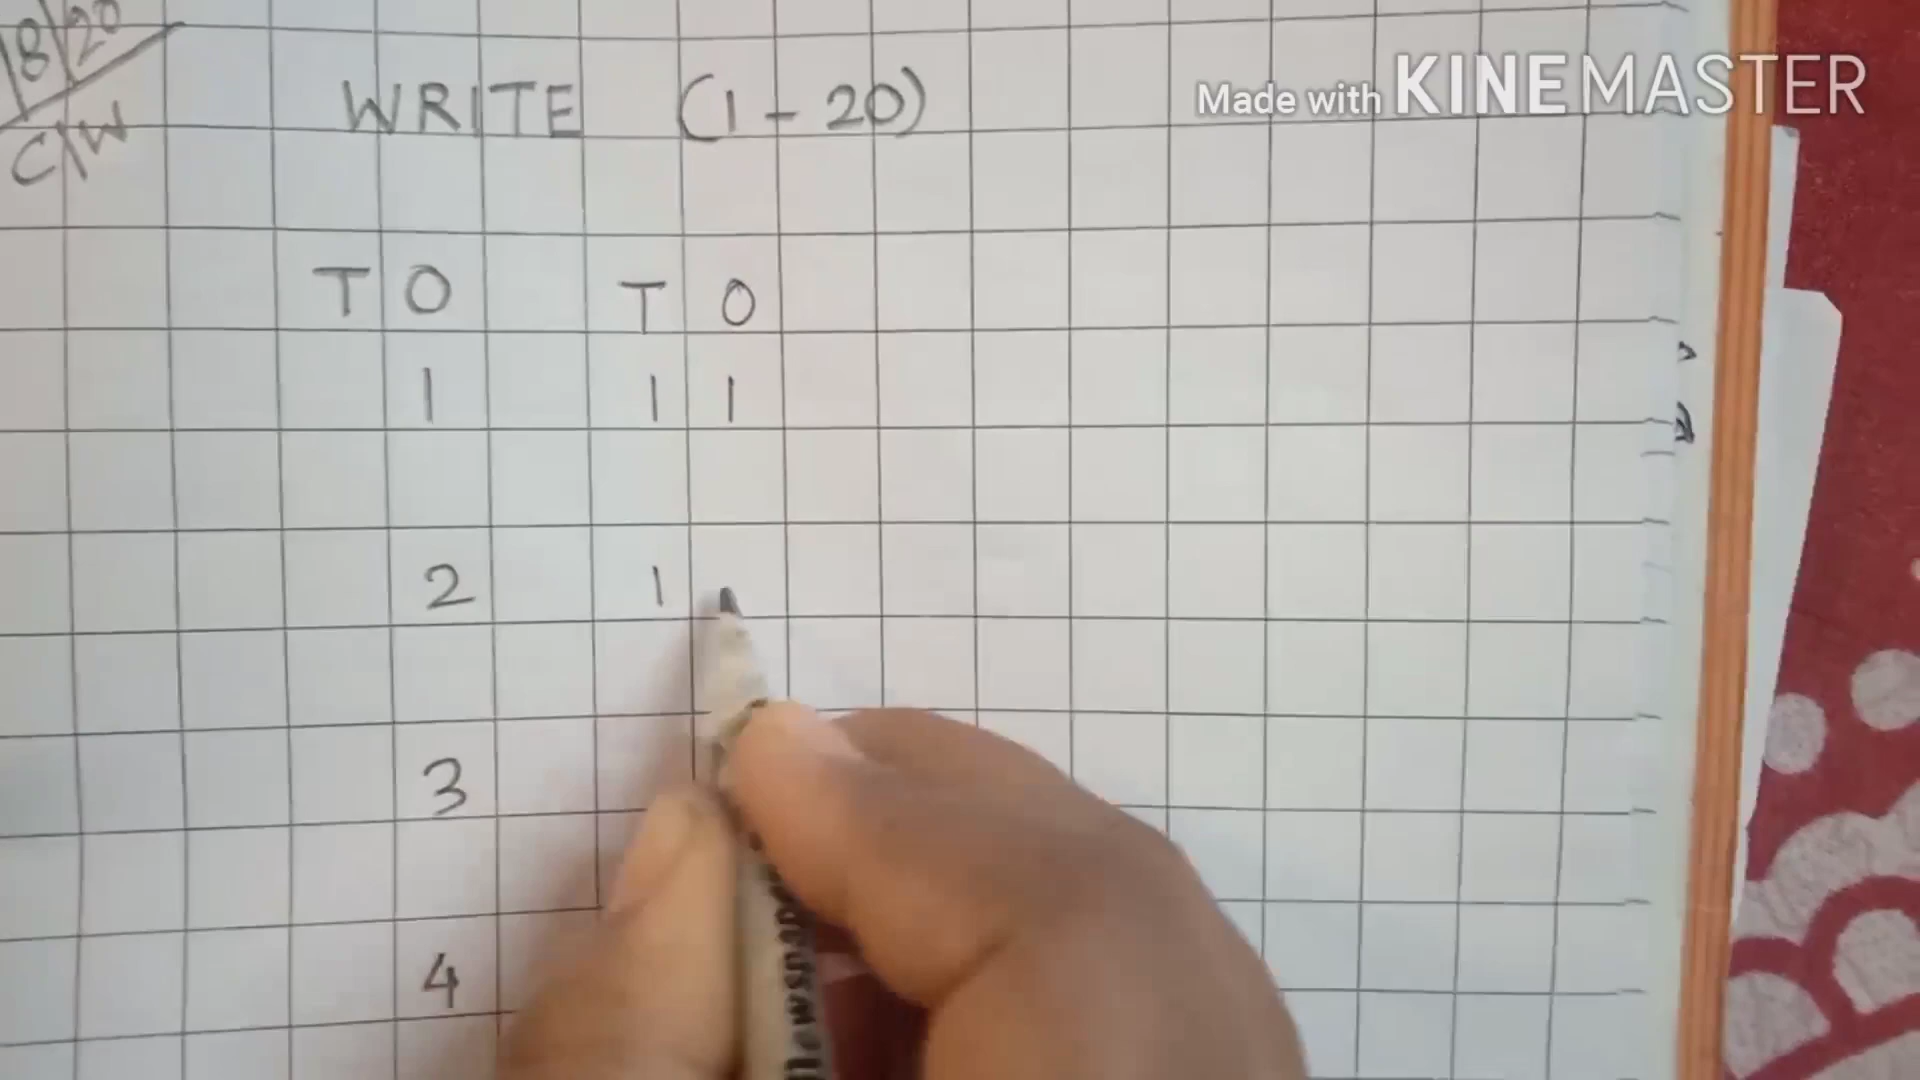 18/20
C/W
WRITE (1-20)
Made with KINEMASTER
T O T O
1 1 1
2 1
3
4